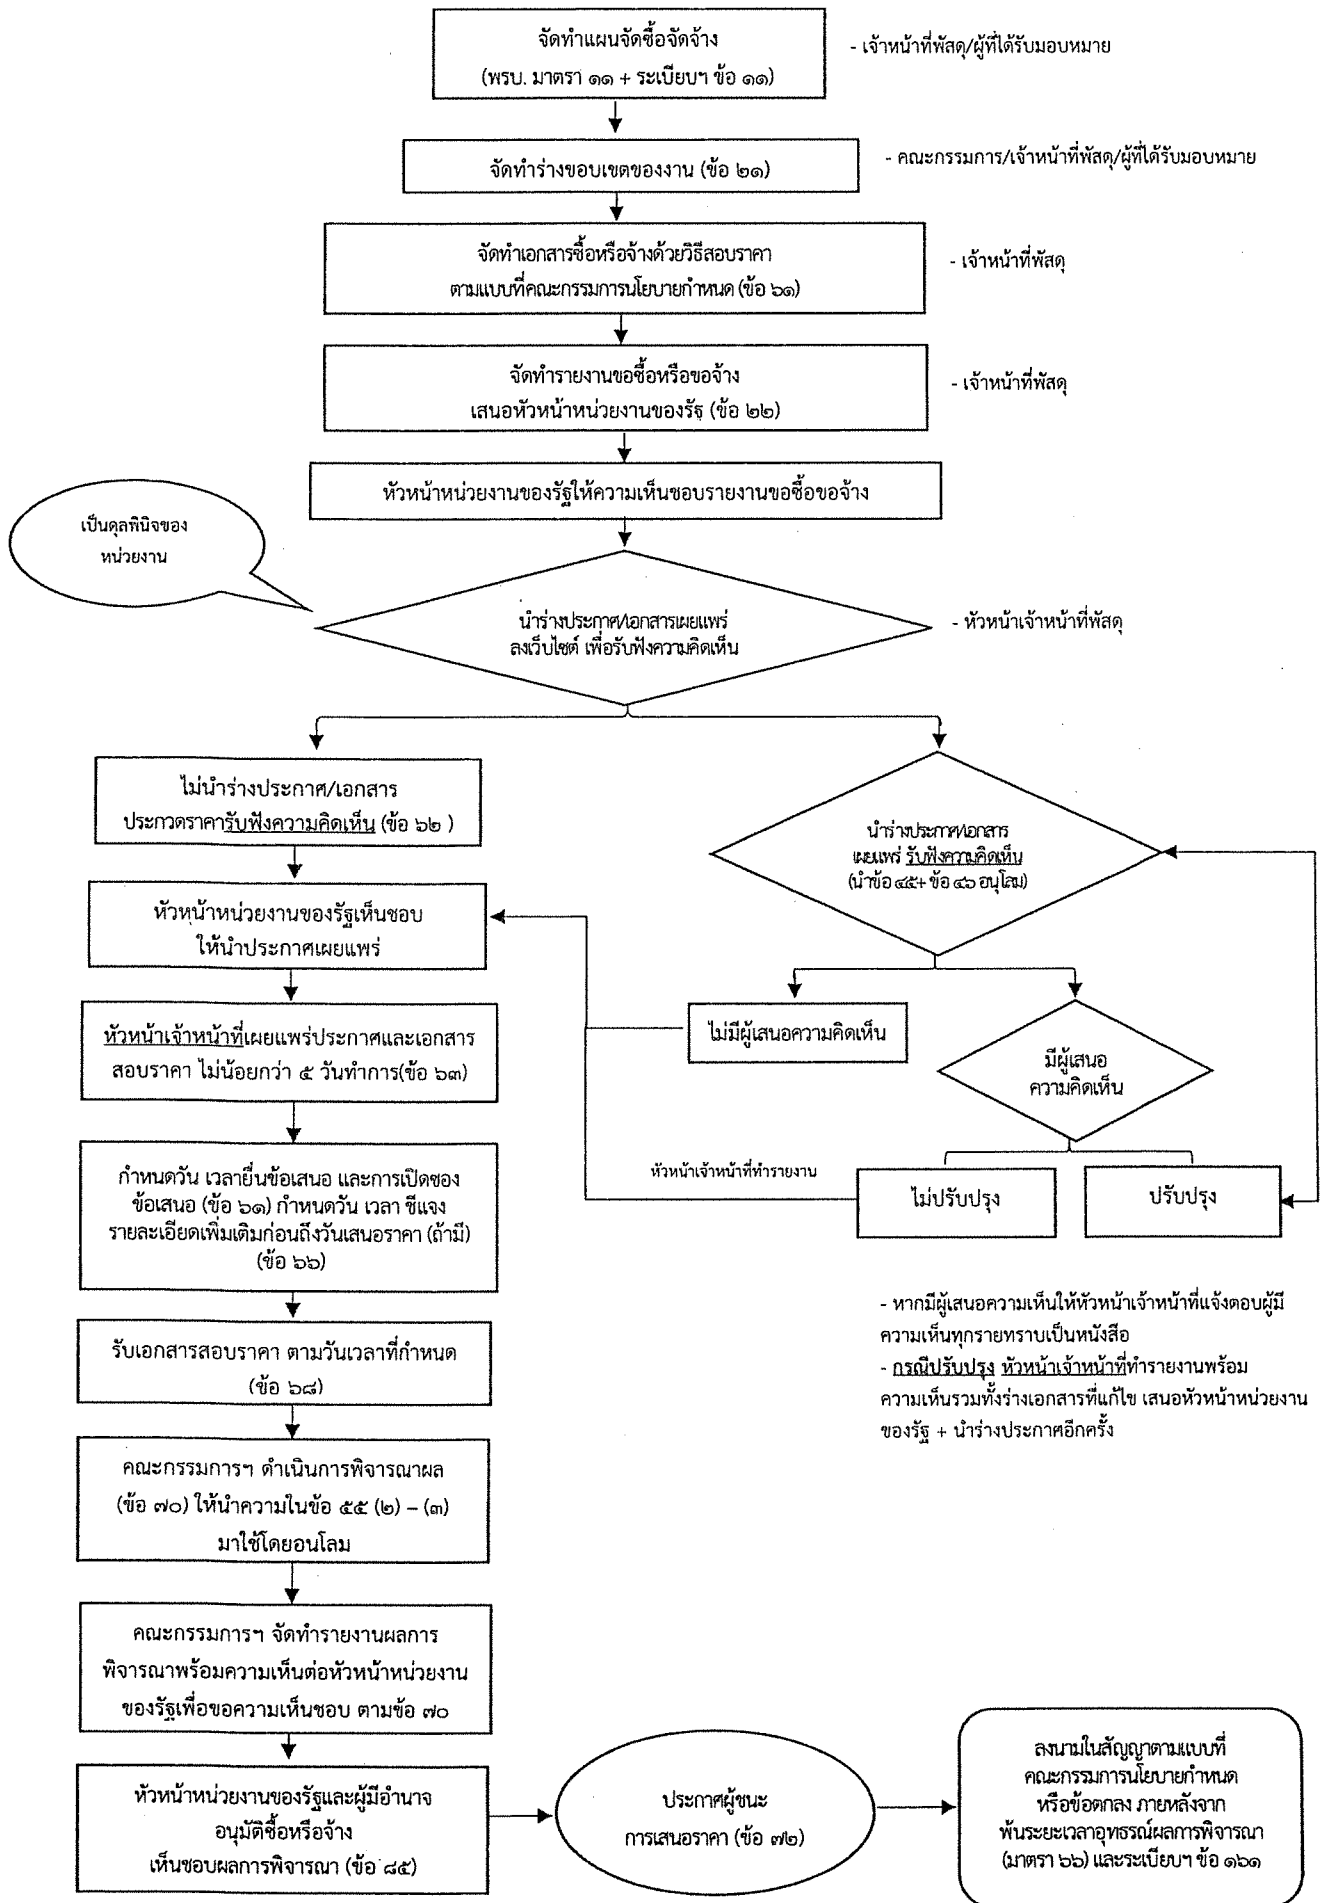 จัดทำแผนจัดซื้อจัดจ้าง
(พรบ. มาตรา ๑๑ + ระเบียบฯ ข้อ ๑๑)
- เจ้าหน้าที่พัสดุ/ผู้ที่ได้รับมอบหมาย
จัดทำร่างขอบเขตของงาน (ข้อ ๒๑)
- คณะกรรมการ/เจ้าหน้าที่พัสดุ/ผู้ที่ได้รับมอบหมาย
จัดทำเอกสารซื้อหรือจ้างด้วยวิธีสอบราคา
ตามแบบที่คณะกรรมการนโยบายกำหนด (ข้อ ๖๑)
- เจ้าหน้าที่พัสดุ
จัดทำรายงานขอซื้อหรือขอจ้าง
เสนอหัวหน้าหน่วยงานของรัฐ (ข้อ ๒๒)
- เจ้าหน้าที่พัสดุ
หัวหน้าหน่วยงานของรัฐให้ความเห็นชอบรายงานขอซื้อขอจ้าง
เป็นดุลพินิจของ
หน่วยงาน
นำร่างประกาศ/เอกสารเผยแพร่
ลงเว็บไซต์ เพื่อรับฟังความคิดเห็น
- หัวหน้าเจ้าหน้าที่พัสดุ
ไม่นำร่างประกาศ/เอกสาร
ประกวดราคารับฟังความคิดเห็น (ข้อ ๖๒ )
นำร่างประกาศ/เอกสาร
เผยแพร่ รับฟังความคิดเห็น
(นำข้อ ๔๕+ ข้อ ๔๖ อนุโลม)
หัวหน้าหน่วยงานของรัฐเห็นชอบ
ให้นำประกาศเผยแพร่
ไม่มีผู้เสนอความคิดเห็น
มีผู้เสนอ
ความคิดเห็น
หัวหน้าเจ้าหน้าที่เผยแพร่ประกาศและเอกสาร
สอบราคา ไม่น้อยกว่า ๕ วันทำการ(ข้อ ๖๓)
หัวหน้าเจ้าหน้าที่ทำรายงาน
ไม่ปรับปรุง
ปรับปรุง
กำหนดวัน เวลายื่นข้อเสนอ และการเปิดซอง
ข้อเสนอ (ข้อ ๖๑) กำหนดวัน เวลา ชี้แจง
รายละเอียดเพิ่มเติมก่อนถึงวันเสนอราคา (ถ้ามี)
(ข้อ ๖๖)
- หากมีผู้เสนอความเห็นให้หัวหน้าเจ้าหน้าที่แจ้งตอบผู้มี
ความเห็นทุกรายทราบเป็นหนังสือ
- กรณีปรับปรุง หัวหน้าเจ้าหน้าที่ทำรายงานพร้อม
ความเห็นรวมทั้งร่างเอกสารที่แก้ไข เสนอหัวหน้าหน่วยงาน
ของรัฐ + นำร่างประกาศอีกครั้ง
รับเอกสารสอบราคา ตามวันเวลาที่กำหนด
(ข้อ ๖๘)
คณะกรรมการฯ ดำเนินการพิจารณาผล
(ข้อ ๗๐) ให้นำความในข้อ ๕๕ (๒) – (๓)
มาใช้โดยอนโลม
คณะกรรมการฯ จัดทำรายงานผลการ
พิจารณาพร้อมความเห็นต่อหัวหน้าหน่วยงาน
ของรัฐเพื่อขอความเห็นชอบ ตามข้อ ๗๐
หัวหน้าหน่วยงานของรัฐและผู้มีอำนาจ
อนุมัติซื้อหรือจ้าง
เห็นชอบผลการพิจารณา (ข้อ ๘๕)
ประกาศผู้ชนะ
การเสนอราคา (ข้อ ๗๒)
ลงนามในสัญญาตามแบบที่
คณะกรรมการนโยบายกำหนด
หรือข้อตกลง ภายหลังจาก
พ้นระยะเวลาอุทธรณ์ผลการพิจารณา
(มาตรา ๖๖) และระเบียบฯ ข้อ ๑๖๑